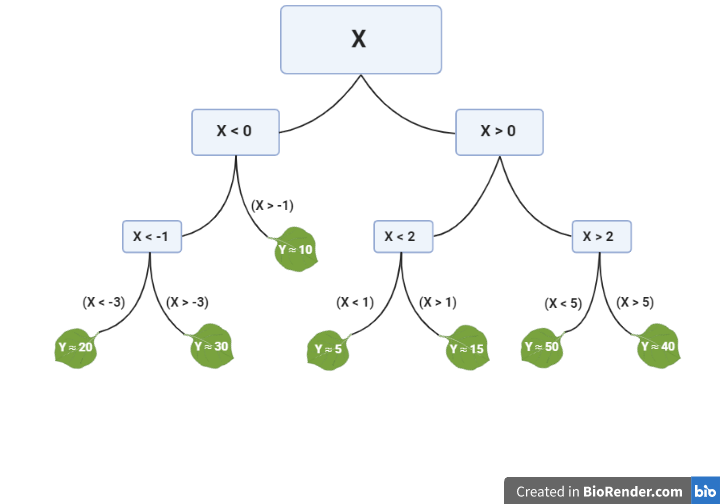 X
X < 0
X > 0
(X > -1)
X < -1
X < 2
X > 2
Y ≈ 10
(X < -3)
(X > -3)
(X < 1)
(X > 1)
(X < 5)
(X > 5)
Y ≈ 20
Y ≈ 30
Y ≈ 5
Y ≈ 15
Y ≈ 50
Y ≈ 40
Created in BioRender.com bio